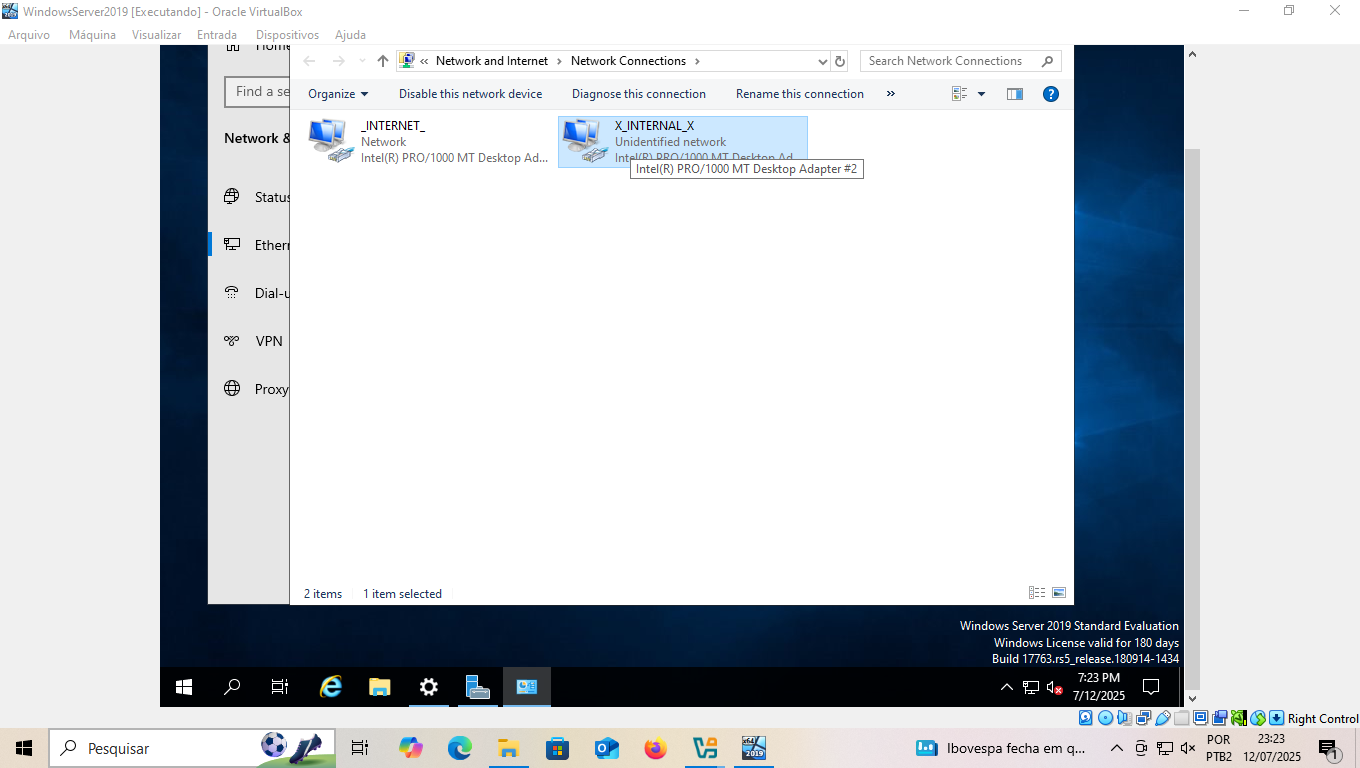 WindowsServer2019 [Executando] - Oracle VirtualBox
Arquivo Máquina Visualizar Entrada Dispositivos Ajuda
« Network and Internet › Network Connections ›
Search Network Connections
Find a se
Organize Disable this network device Diagnose this connection Rename this connection »
Network &
Status
Ethern
Dial-u
VPN
Proxy
_INTERNET_
Network
Intel(R) PRO/1000 MT Desktop Ad...
X_INTERNAL_X
Unidentified network
Intel(R) PRO/1000 MT Desktop Ad
Intel(R) PRO/1000 MT Desktop Adapter #2
2 items 1 item selected
Windows Server 2019 Standard Evaluation
Windows License valid for 180 days
Build 17763.rs5_release.180914-1434
7:23 PM
7/12/2025
Right Control
Pesquisar
x64
2019
Ibovespa fecha em q...
POR
PTB2
23:23
12/07/2025
1